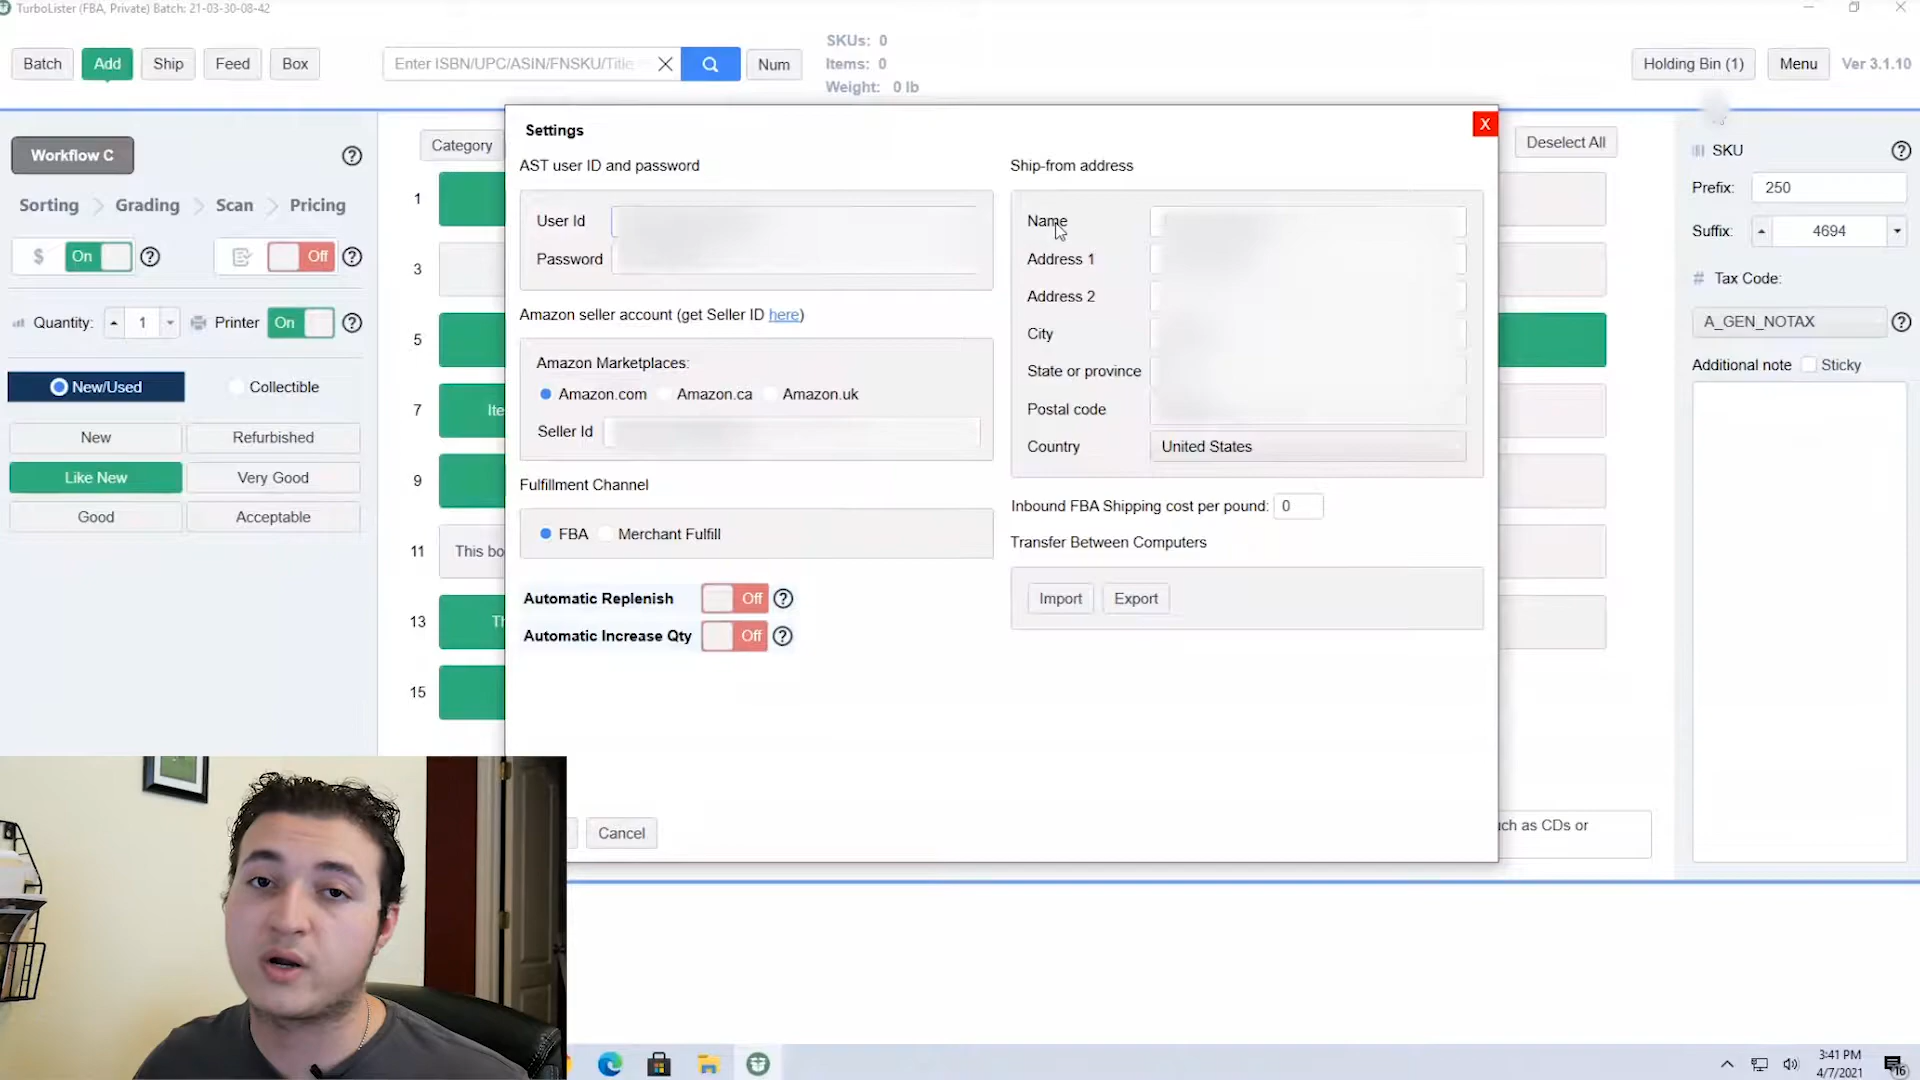 TurboLister (FBA, Private) Batch: 21-03-30-08-42
Batch
Add
Ship
Feed
Box
Enter ISBN/UPC/ASIN/FNSKU/Title
Num
SKUs: 0
Items: 0
Weight: 0 lb
Holding Bin (1)
Menu
Ver 3.1.10
Workflow C
Sorting
Grading
Scan
Pricing
$
On
Off
Quantity:
1
Printer
On
New/Used
Collectible
New
Refurbished
Like New
Very Good
Good
Acceptable
Category
1
3
5
7
Ite
9
11
This bo
13
Th
15
Settings
X
AST user ID and password
User Id
Password
Amazon seller account (get Seller ID here)
Amazon Marketplaces:
Amazon.com
Amazon.ca
Amazon.uk
Seller Id
Fulfillment Channel
FBA
Merchant Fulfill
Automatic Replenish
Off
Automatic Increase Qty
Off
Cancel
Ship-from address
Name
Address 1
Address 2
City
State or province
Postal code
Country
United States
Inbound FBA Shipping cost per pound: 0
Transfer Between Computers
Import
Export
Deselect All
uch as CDs or
SKU
Prefix: 250
Suffix: 4694
# Tax Code:
A_GEN_NOTAX
Additional note
Sticky
3:41 PM
4/7/2021
16